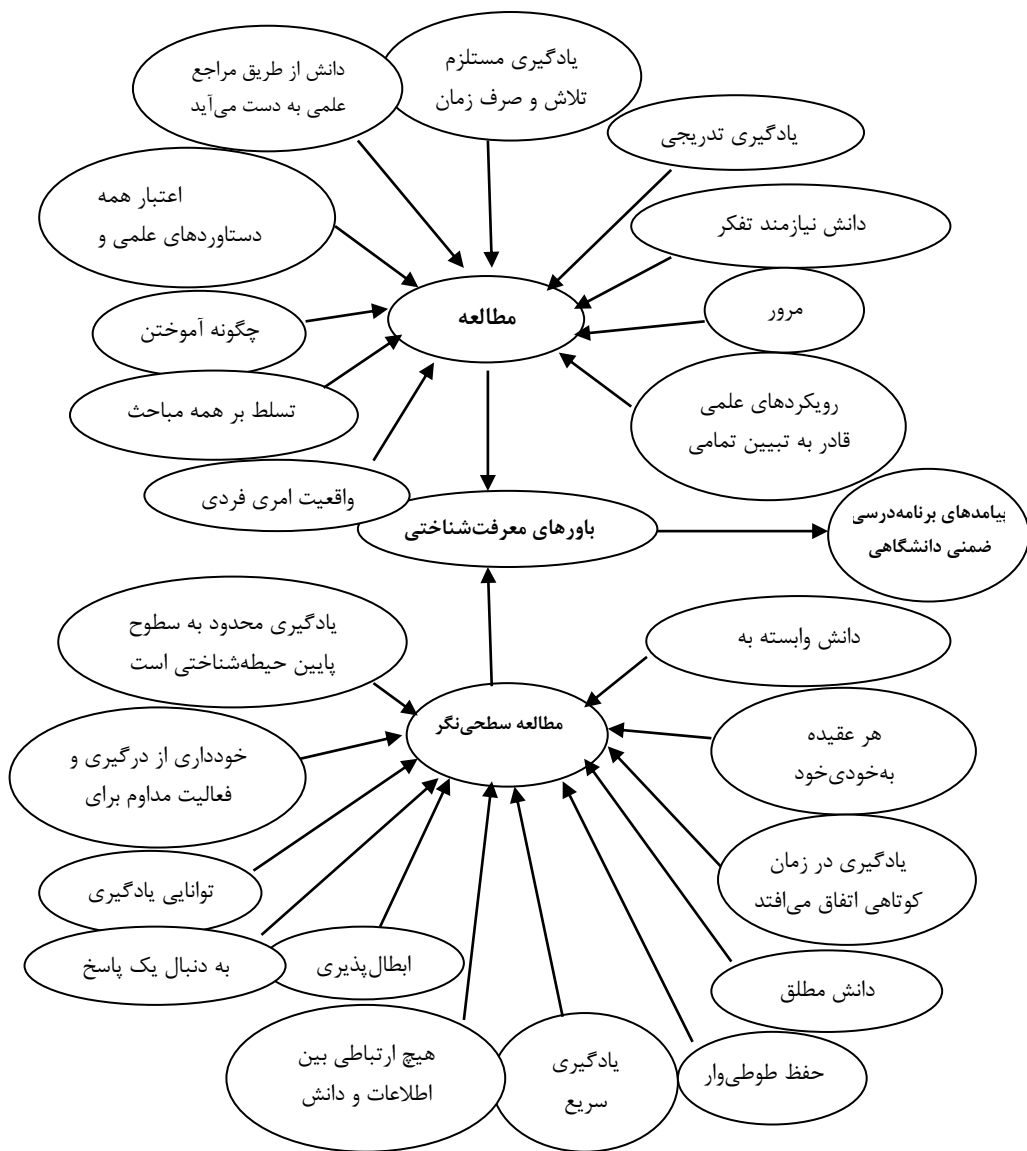 یادگیری مستلزم
تلاش و صرف زمان
دانش از طریق مراجع
علمی به دست می‌آید
یادگیری تدریجی
اعتبار همه
دستاوردهای علمی و
دانش نیازمند تفکر
مطالعه
مرور
چگونه آموختن
تسلط بر همه مباحث
رویکردهای علمی
قادر به تبیین تمامی
واقعیت امری فردی
باورهای معرفت‌شناختی
پیامدهای برنامه‌درسی
ضمنی دانشگاهی
یادگیری محدود به سطوح
پایین حیطه‌شناختی است
دانش وابسته به
مطالعه سطحی‌نگر
هر عقیده
به‌خودی‌خود
خودداری از درگیری و
فعالیت مداوم برای
یادگیری در زمان
کوتاهی اتفاق می‌افتد
توانایی یادگیری
به دنبال یک پاسخ
ابطال‌پذیری
دانش مطلق
هیچ ارتباطی بین
اطلاعات و دانش
یادگیری
سریع
حفظ طوطی‌وار